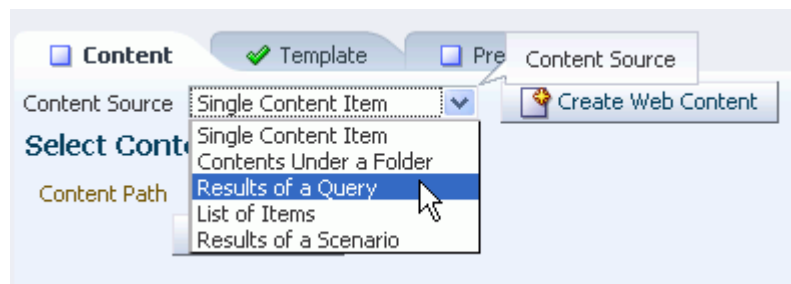 Content
Template
Pre
Content Source
Content Source
Single Content Item
Create Web Content
Select Conte
Single Content Item
Contents Under a Folder
Content Path
Results of a Query
List of Items
Results of a Scenario